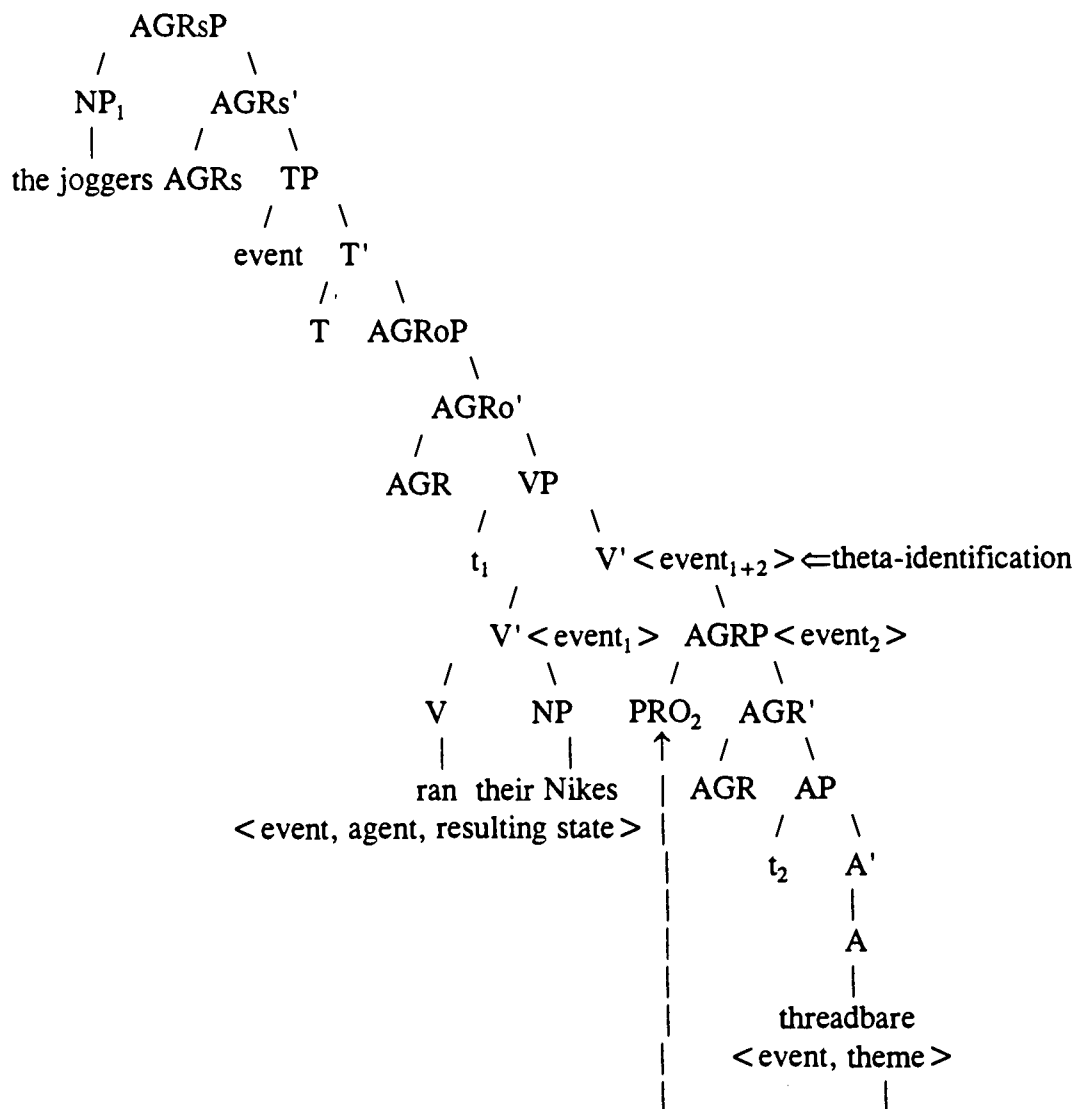 AGRsP
NP₁ AGRs'
the joggers AGRs TP
event T'
T AGRoP
AGRo'
AGR VP
t₁ V' <event₁₊₂> ⇐theta-identification
V' <event₁> AGRP <event₂>
V NP PRO₂ AGR'
ran their Nikes AGR AP
<event, agent, resulting state>
t₂ A'
A
threadbare
<event, theme>